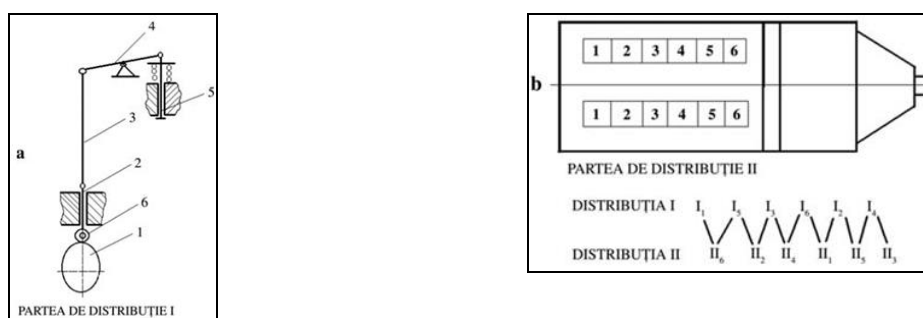 4
5
3
a
2
6
1
PARTEA DE DISTRIBUȚIE I
1 2 3 4 5 6
b
1 2 3 4 5 6
PARTEA DE DISTRIBUȚIE II
DISTRIBUȚIA I I₁ I₅ I₃ I₆ I₂ I₄
DISTRIBUȚIA II II₆ II₂ II₄ II₁ II₅ II₃